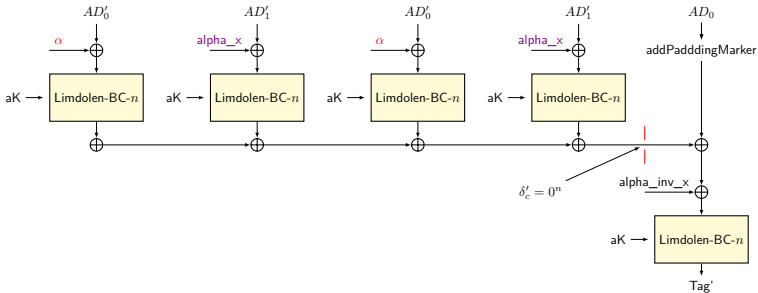 AD′₀ AD′₁ AD′₀ AD′₁ AD₀
α alpha_x α alpha_x addPadddingMarker
aK Limdolen-BC-n aK Limdolen-BC-n aK Limdolen-BC-n aK Limdolen-BC-n
δ′c = 0ⁿ
alpha_inv_x
aK Limdolen-BC-n
Tag'